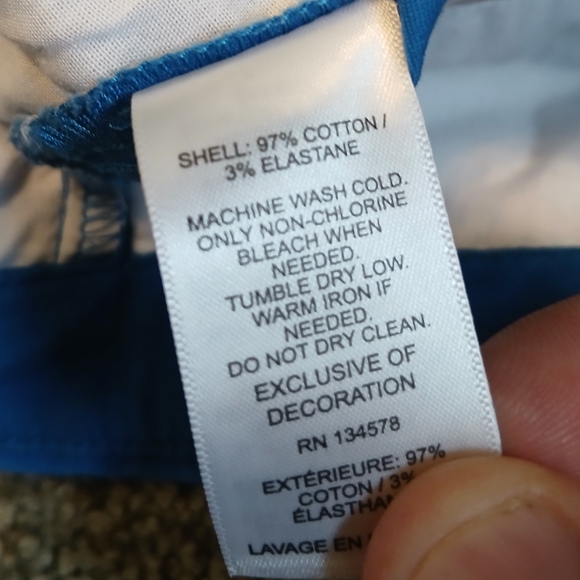 SHELL: 97% COTTON /
3% ELASTANE
MACHINE WASH COLD.
ONLY NON-CHLORINE
BLEACH WHEN
NEEDED.
TUMBLE DRY LOW.
WARM IRON IF
NEEDED.
DO NOT DRY CLEAN.
EXCLUSIVE OF
DECORATION
RN 134578
EXTÉRIEURE: 97%
COTON / 3%
LAVAGE EN